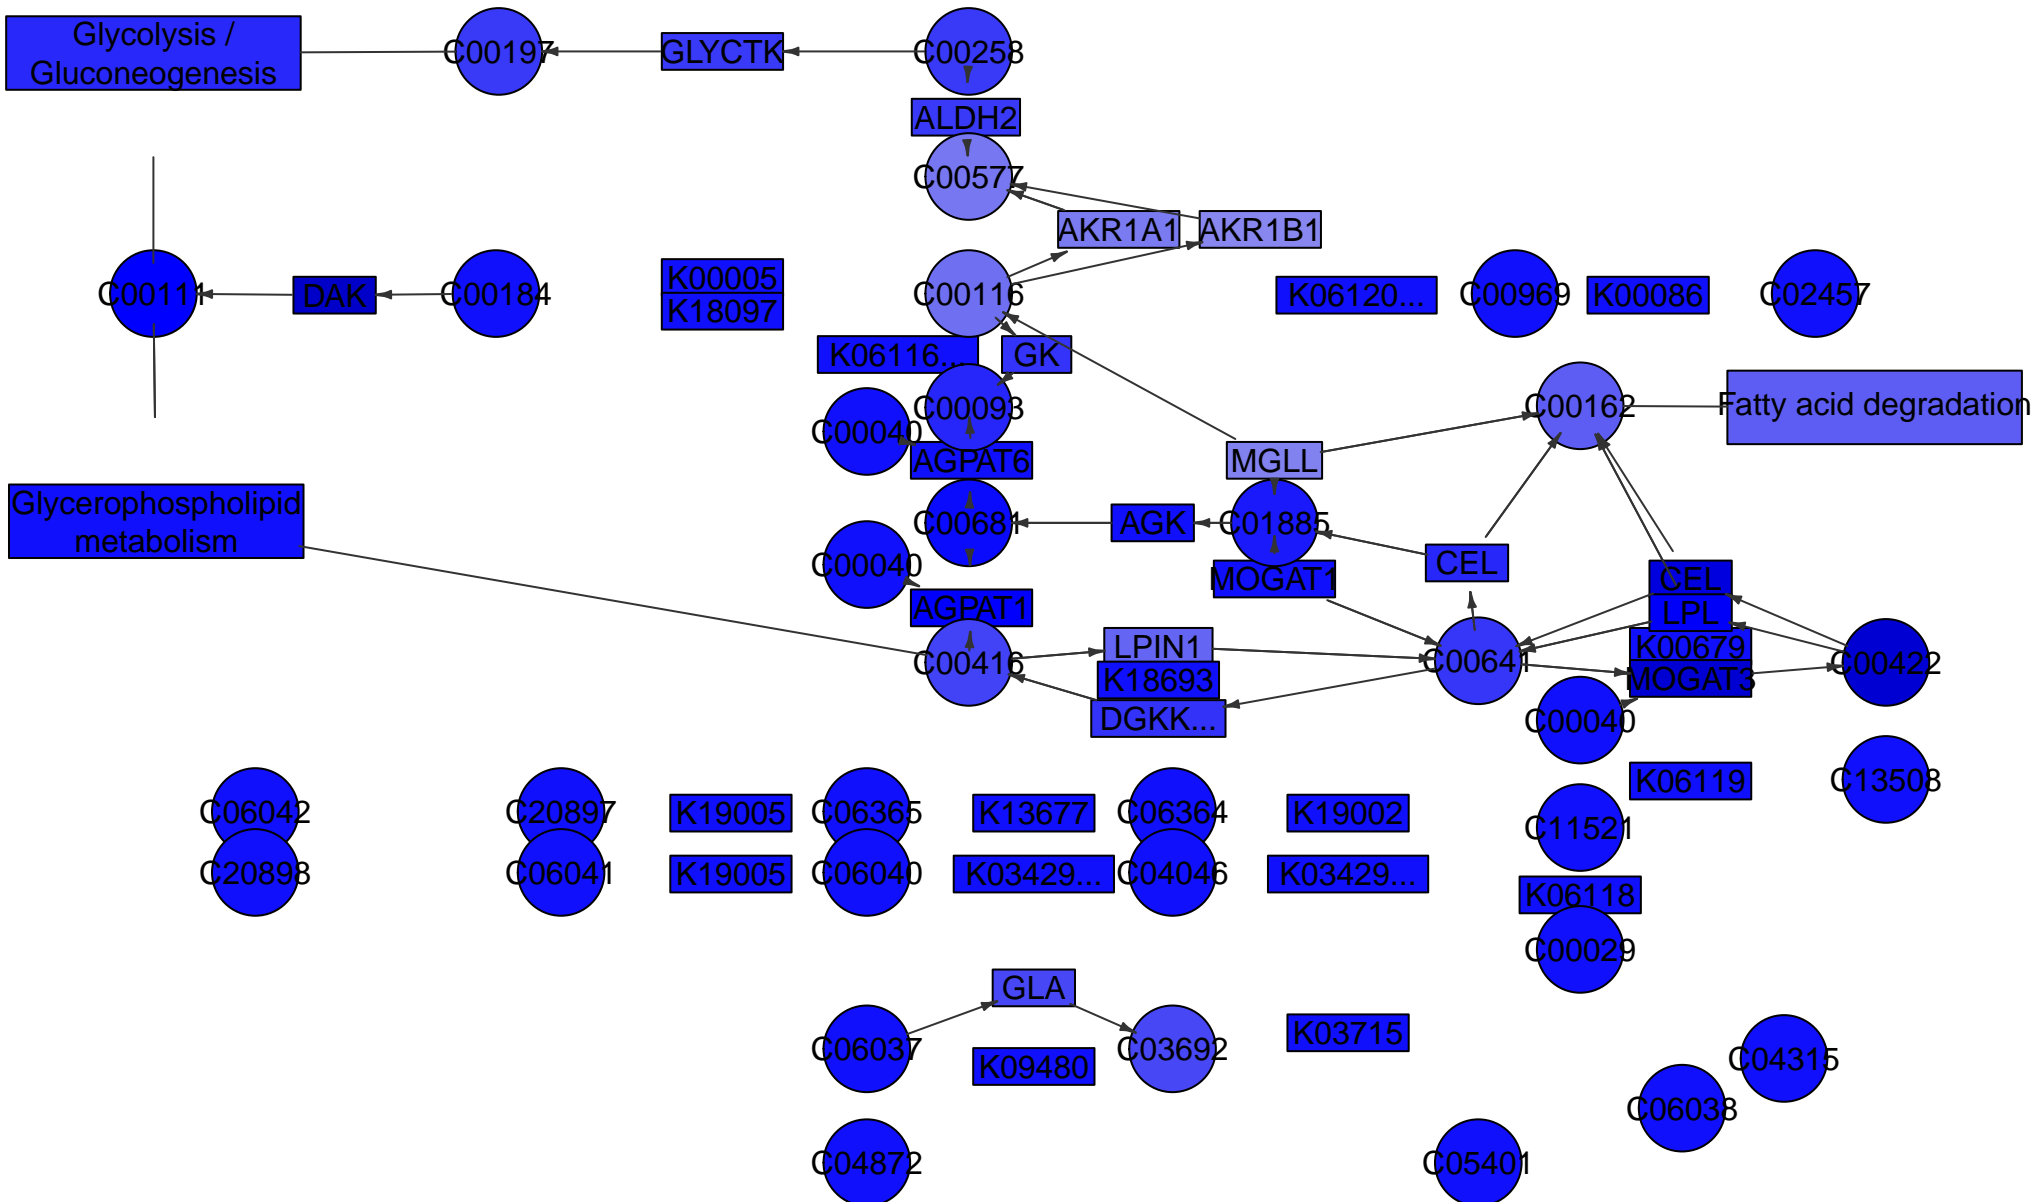 Glycolysis /
Gluconeogenesis
C00197
GLYCTK
C00258
ALDH2
C00577
AKR1A1
AKR1B1
C00111
DAK
C00184
K00005
K18097
C00116
K06120...
C00969
K00086
C02457
K06116...
GK
C00093
C00040
C00162
Fatty acid degradation
AGPAT6
MGLL
Glycerophospholipid
metabolism
C00681
AGK
C01885
C00040
MOGAT1
CEL
CEL
AGPAT1
LPL
C00416
LPIN1
K18693
DGKK...
C00641
K00679
MOGAT3
C00422
C00040
K06119
C13508
C06042
C20897
K19005
C06365
K13677
C06364
K19002
C11521
C20898
C06041
K19005
C06040
K03429...
C04046
K03429...
K06118
C00029
GLA
C06037
K09480
C03692
K03715
C04315
C06038
C04872
C05401